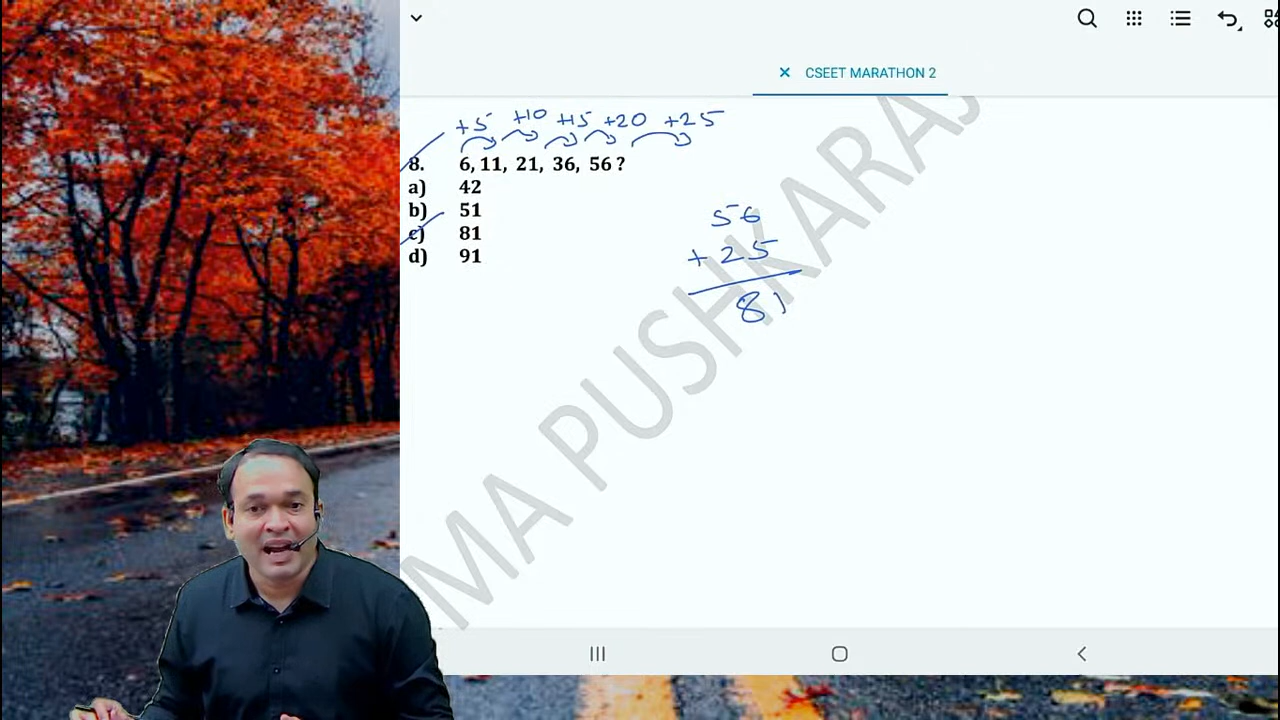 CSEET MARATHON 2
+5 +10 +15 +20 +25
8. 6, 11, 21, 36, 56 ?
a) 42
b) 51
c) 81
d) 91
56
+ 25
81
MA PUSHKARAJ